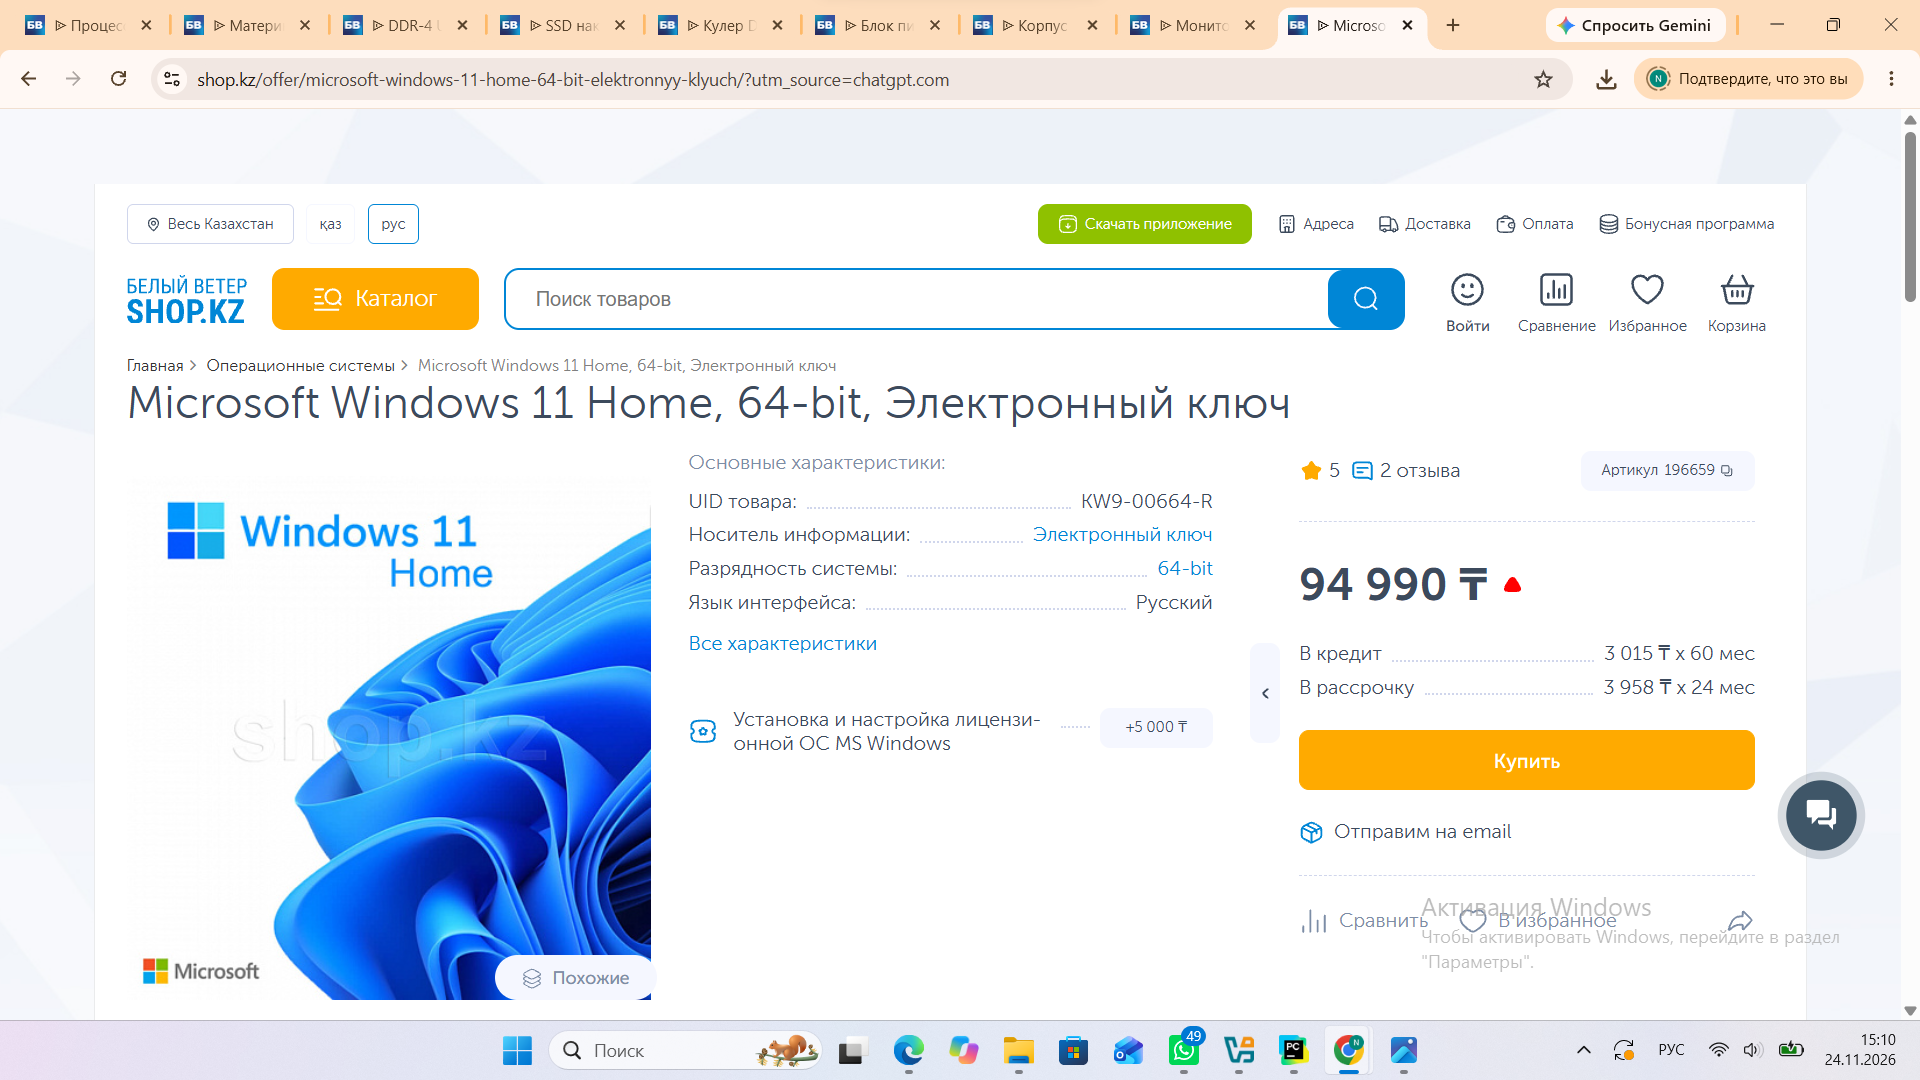 Процес
Матери
DDR-4 U
SSD нак
Кулер D
Блок пи
Корпус
Монито
Microso
Спросить Gemini
shop.kz/offer/microsoft-windows-11-home-64-bit-elektronnyy-klyuch/?utm_source=chatgpt.com
N
Подтвердите, что это вы
Весь Казахстан
қаз
рус
Скачать приложение
Адреса
Доставка
Оплата
Бонусная программа
БЕЛЫЙ ВЕТЕР
SHOP.KZ
Каталог
Поиск товаров
Войти
Сравнение
Избранное
Корзина
Главная > Операционные системы > Microsoft Windows 11 Home, 64-bit, Электронный ключ
Microsoft Windows 11 Home, 64-bit, Электронный ключ
Windows 11
Home
shop.kz
Microsoft
Похожие
Основные характеристики:
UID товара: KW9-00664-R
Носитель информации: Электронный ключ
Разрядность системы: 64-bit
Язык интерфейса: Русский
Все характеристики
Установка и настройка лицензи-
онной ОС MS Windows
+5 000 ₸
5
2 отзыва
Артикул 196659
94 990 ₸
В кредит 3 015 ₸ x 60 мес
В рассрочку 3 958 ₸ x 24 мес
Купить
Отправим на email
Сравнить
В избранное
Активация Windows
Чтобы активировать Windows, перейдите в раздел
"Параметры".
Поиск
49
PC
N
РУС
15:10
24.11.2026